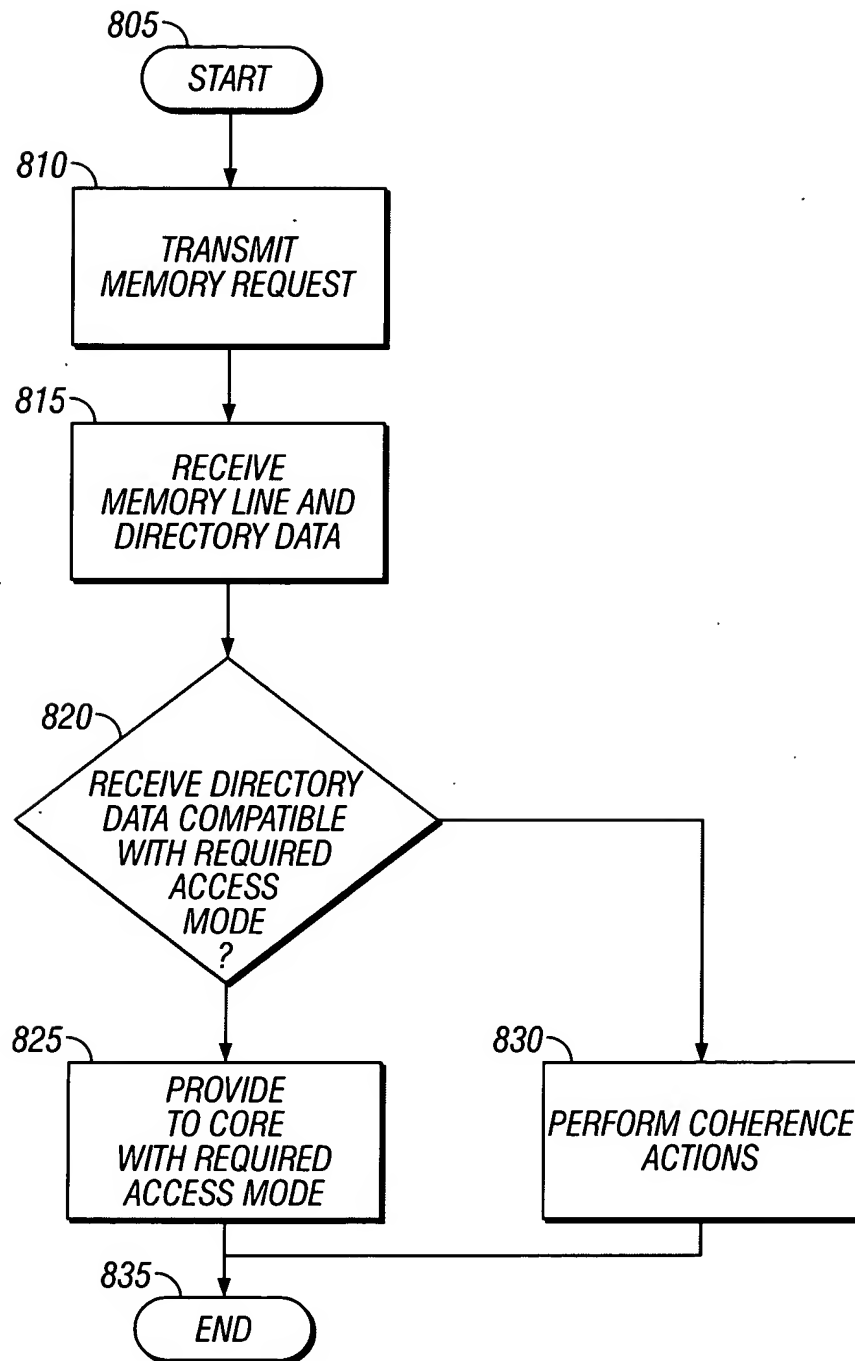 805
START
810
TRANSMIT
MEMORY REQUEST
815
RECEIVE
MEMORY LINE AND
DIRECTORY DATA
820
RECEIVE DIRECTORY
DATA COMPATIBLE
WITH REQUIRED
ACCESS
MODE
?
825
PROVIDE
TO CORE
WITH REQUIRED
ACCESS MODE
830
PERFORM COHERENCE
ACTIONS
835
END